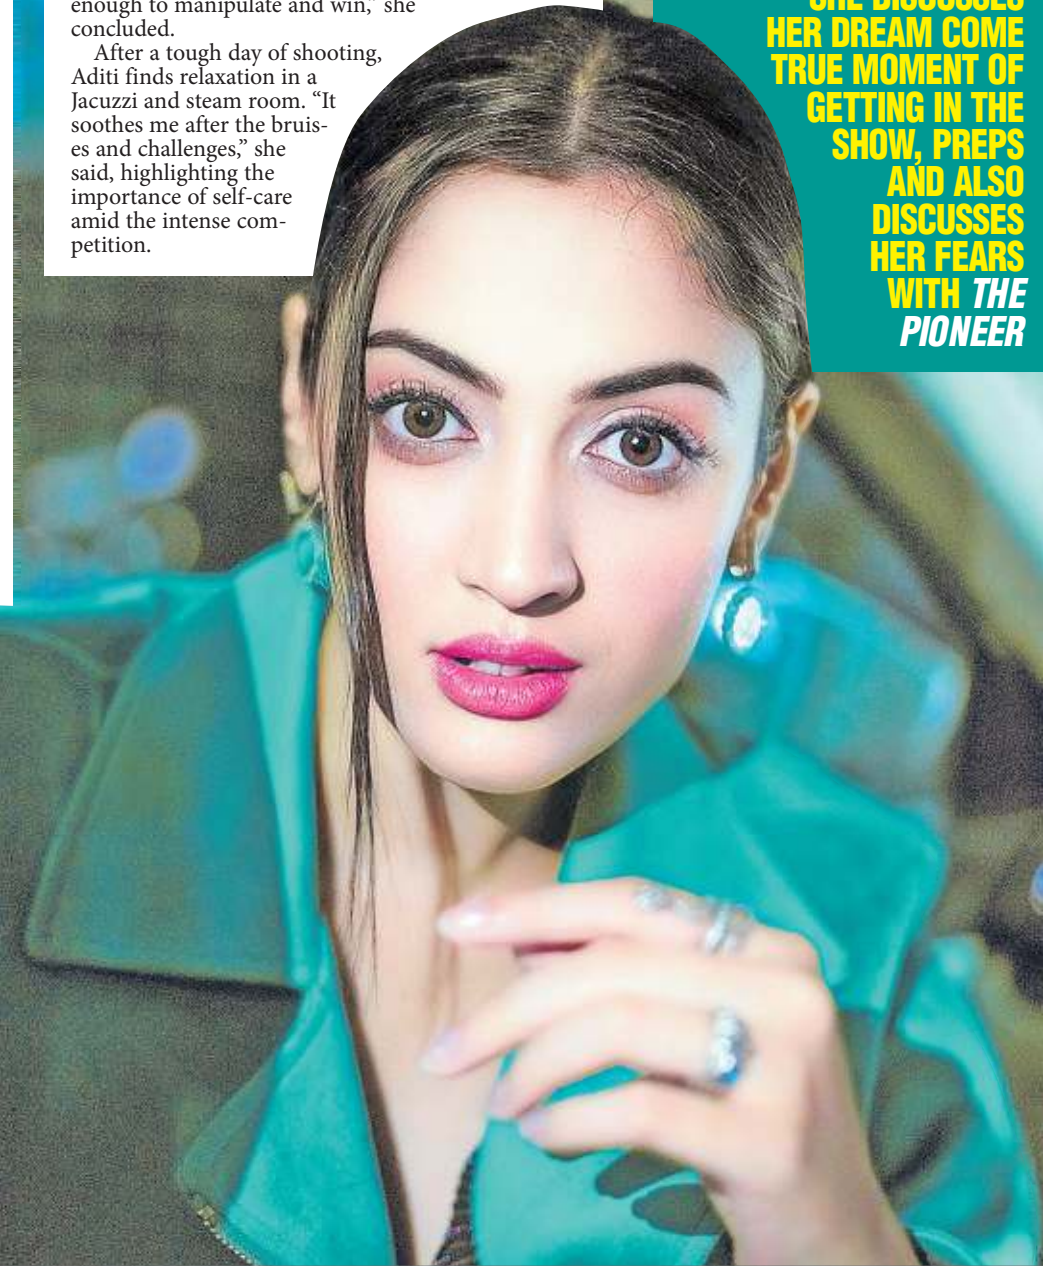 enough to manipulate and win,” she
concluded.
After a tough day of shooting,
Aditi finds relaxation in a
Jacuzzi and steam room. “It
soothes me after the bruis-
es and challenges,” she
said, highlighting the
importance of self-care
amid the intense com-
petition.
SHE DISCUSSES
HER DREAM COME
TRUE MOMENT OF
GETTING IN THE
SHOW, PREPS
AND ALSO
DISCUSSES
HER FEARS
WITH THE
PIONEER